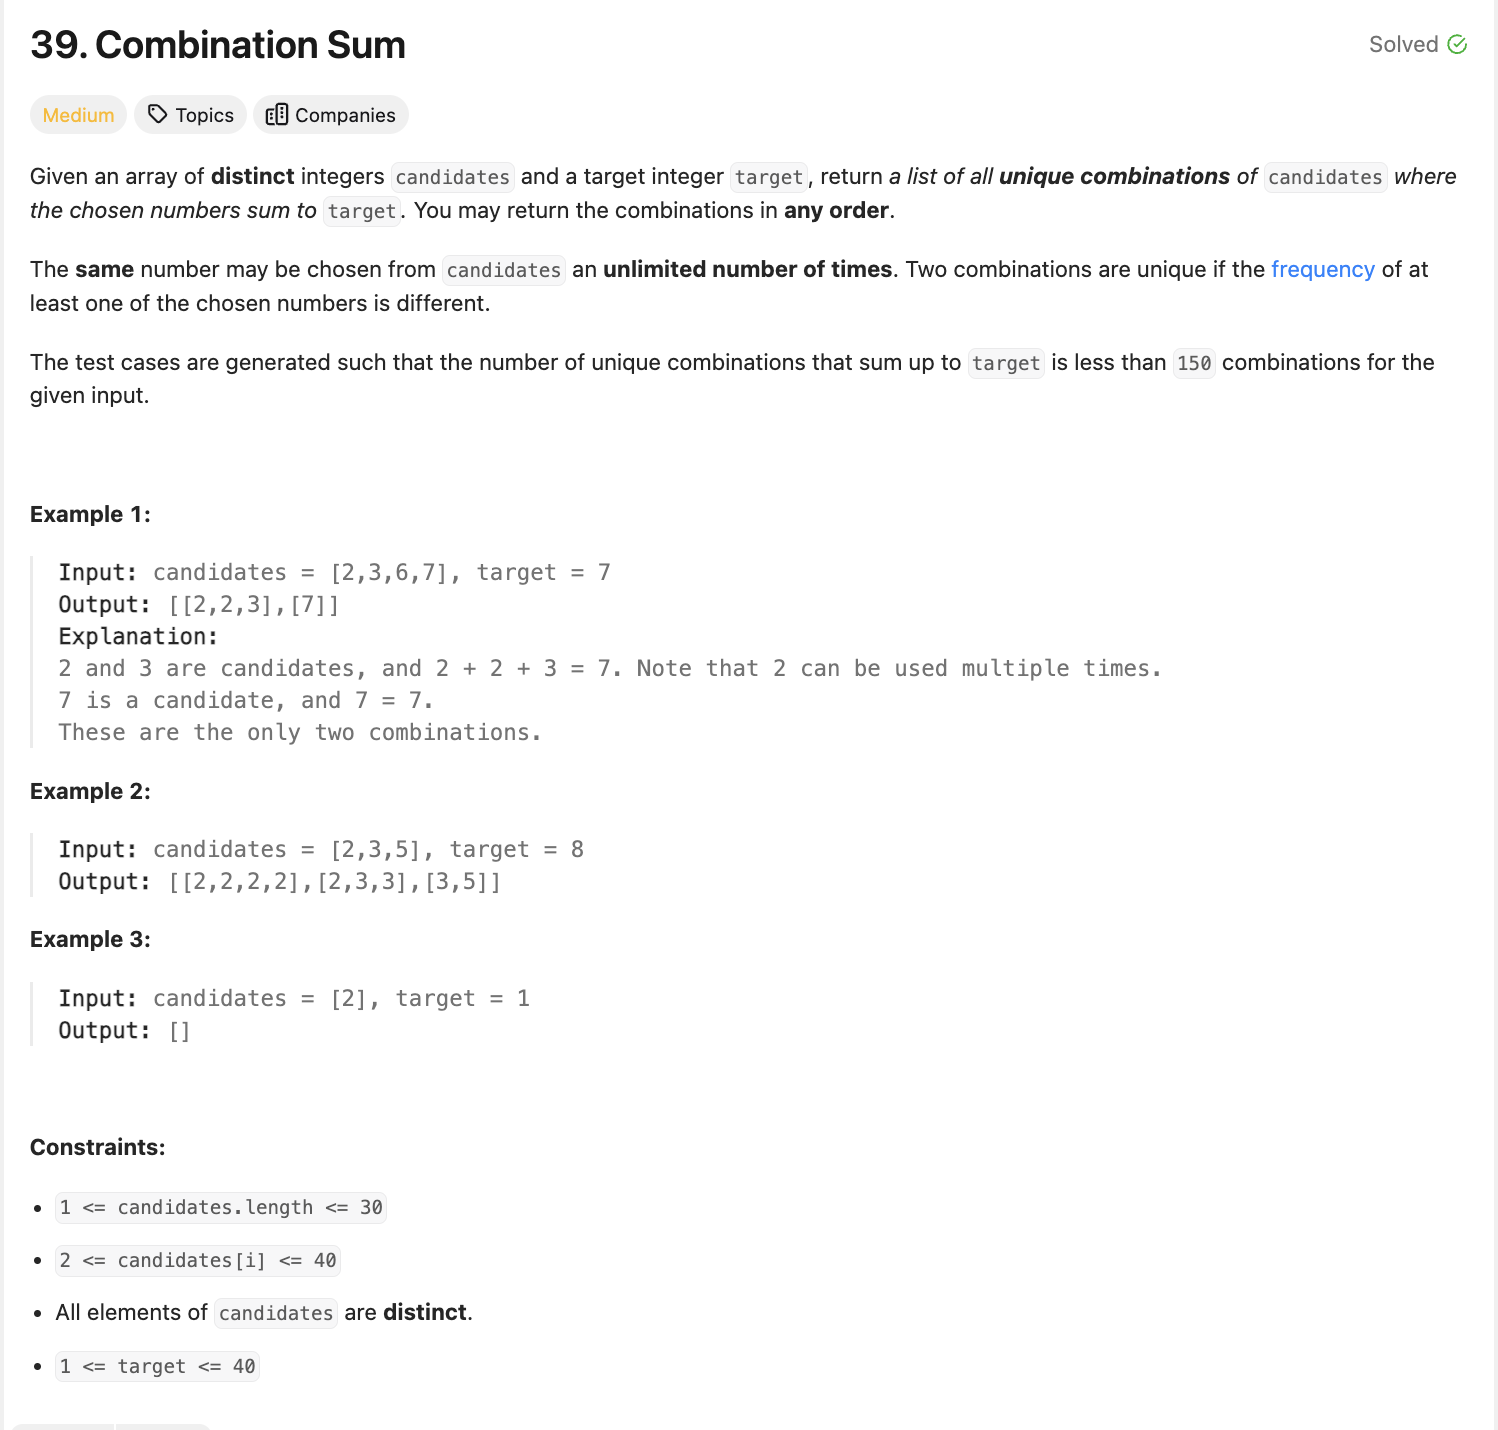 39. Combination Sum
Solved
Medium
Topics
Companies
Given an array of distinct integers candidates and a target integer target, return a list of all unique combinations of candidates where
the chosen numbers sum to target. You may return the combinations in any order.
The same number may be chosen from candidates an unlimited number of times. Two combinations are unique if the frequency of at
least one of the chosen numbers is different.
The test cases are generated such that the number of unique combinations that sum up to target is less than 150 combinations for the
given input.
Example 1:
Input: candidates = [2,3,6,7], target = 7
Output: [[2,2,3],[7]]
Explanation:
2 and 3 are candidates, and 2 + 2 + 3 = 7. Note that 2 can be used multiple times.
7 is a candidate, and 7 = 7.
These are the only two combinations.
Example 2:
Input: candidates = [2,3,5], target = 8
Output: [[2,2,2,2],[2,3,3],[3,5]]
Example 3:
Input: candidates = [2], target = 1
Output: []
Constraints:
• 1 <= candidates.length <= 30
• 2 <= candidates[i] <= 40
• All elements of candidates are distinct.
• 1 <= target <= 40